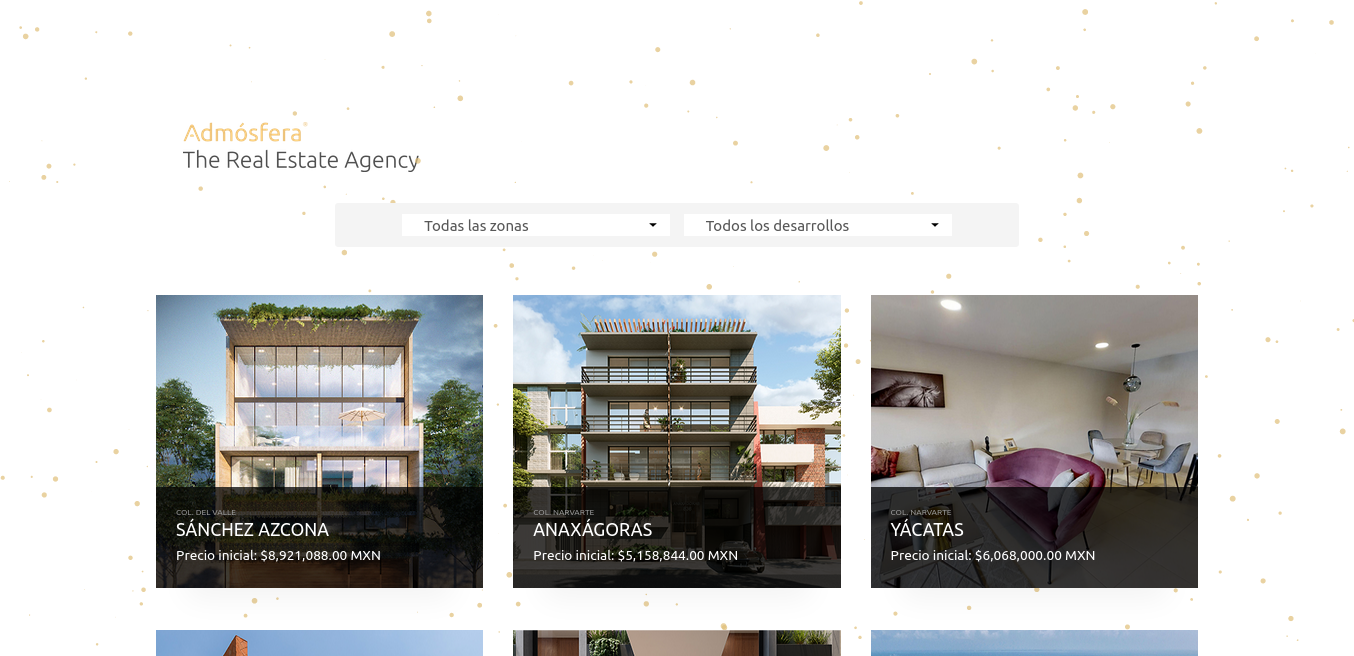 Admósfera
The Real Estate Agency
Todas las zonas
Todos los desarrollos
COL. DEL VALLE
SÁNCHEZ AZCONA
Precio inicial: $8,921,088.00 MXN
COL. NARVARTE
ANAXÁGORAS
Precio inicial: $5,158,844.00 MXN
COL. NARVARTE
YÁCATAS
Precio inicial: $6,068,000.00 MXN